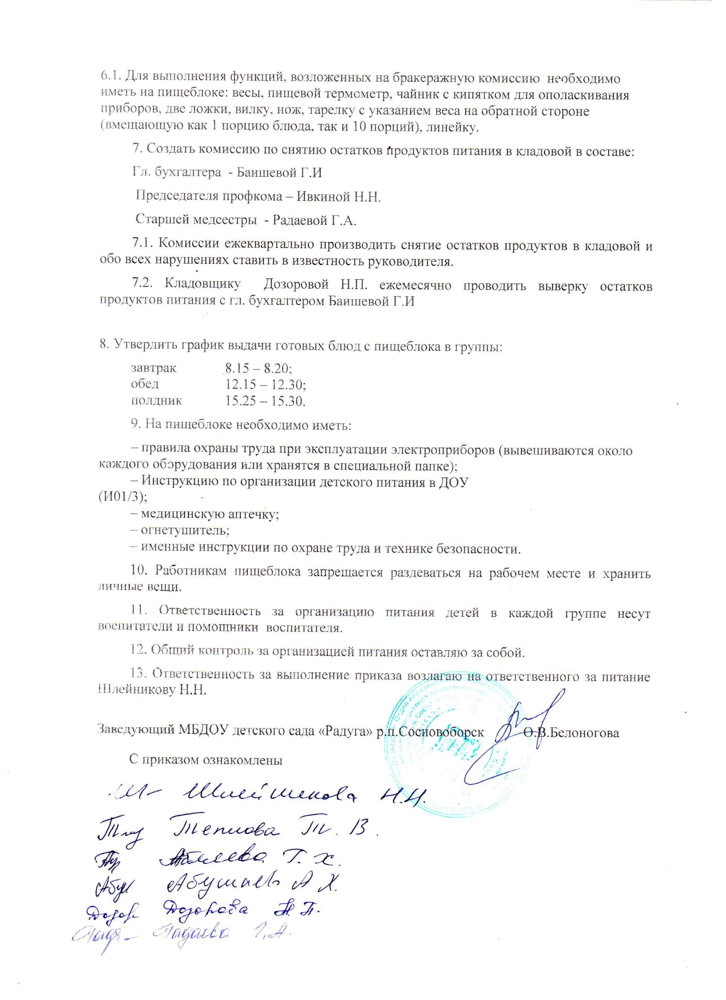 6.1. Для выполнения функций, возложенных на бракеражную комиссию необходимо
иметь на пищеблоке: весы, пищевой термометр, чайник с кипятком для ополаскивания
приборов, две ложки, вилку, нож, тарелку с указанием веса на обратной стороне
(вмещающую как 1 порцию блюда, так и 10 порций), линейку.
7. Создать комиссию по снятию остатков продуктов питания в кладовой в составе:
Гл. бухгалтера - Баишевой Г.И
Председателя профкома – Ивкиной Н.Н.
Старшей медсестры - Радаевой Г.А.
7.1. Комиссии ежеквартально производить снятие остатков продуктов в кладовой и
обо всех нарушениях ставить в известность руководителя.
7.2. Кладовщику Дозоровой Н.П. ежемесячно проводить выверку остатков
продуктов питания с гл. бухгалтером Баишевой Г.И
8. Утвердить график выдачи готовых блюд с пищеблока в группы:
завтрак 8.15 – 8.20;
обед 12.15 – 12.30;
полдник 15.25 – 15.30.
9. На пищеблоке необходимо иметь:
– правила охраны труда при эксплуатации электроприборов (вывешиваются около
каждого оборудования или хранятся в специальной папке);
– Инструкцию по организации детского питания в ДОУ
(И01/3);
– медицинскую аптечку;
– огнетушитель;
– именные инструкции по охране труда и технике безопасности.
10. Работникам пищеблока запрещается раздеваться на рабочем месте и хранить
личные вещи.
11. Ответственность за организацию питания детей в каждой группе несут
воспитатели и помощники воспитателя.
12. Общий контроль за организацией питания оставляю за собой.
13. Ответственность за выполнение приказа возлагаю на ответственного за питание
Шлейникову Н.Н.
Заведующий МБДОУ детского сада «Радуга» р.п.Сосновоборск О.В.Белоногова
С приказом ознакомлены
Шлейникова Н.Н.
Теплова Т. В.
Т. Х.
А Х.
Дозор Дозорова Н.П.
Радаева Г.А.